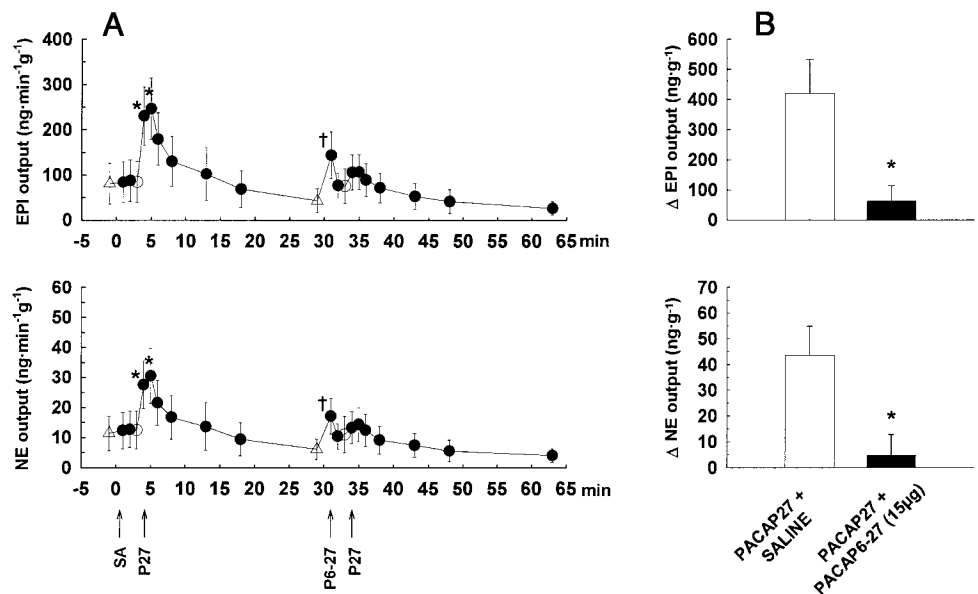 A
EPI output (ng·min⁻¹g⁻¹)
400
300
200
100
0
* *
†
-5 0 5 10 15 20 25 30 35 40 45 50 55 60 65 min
NE output (ng·min⁻¹g⁻¹)
60
50
40
30
20
10
0
* *
†
-5 0 5 10 15 20 25 30 35 40 45 50 55 60 65 min
SA
P27
P6-27
P27
B
Δ EPI output (ng·g⁻¹)
600
500
400
300
200
100
0
*
Δ NE output (ng·g⁻¹)
70
60
50
40
30
20
10
0
*
PACAP27 +
SALINE
PACAP27 +
PACAP6-27 (15µg)